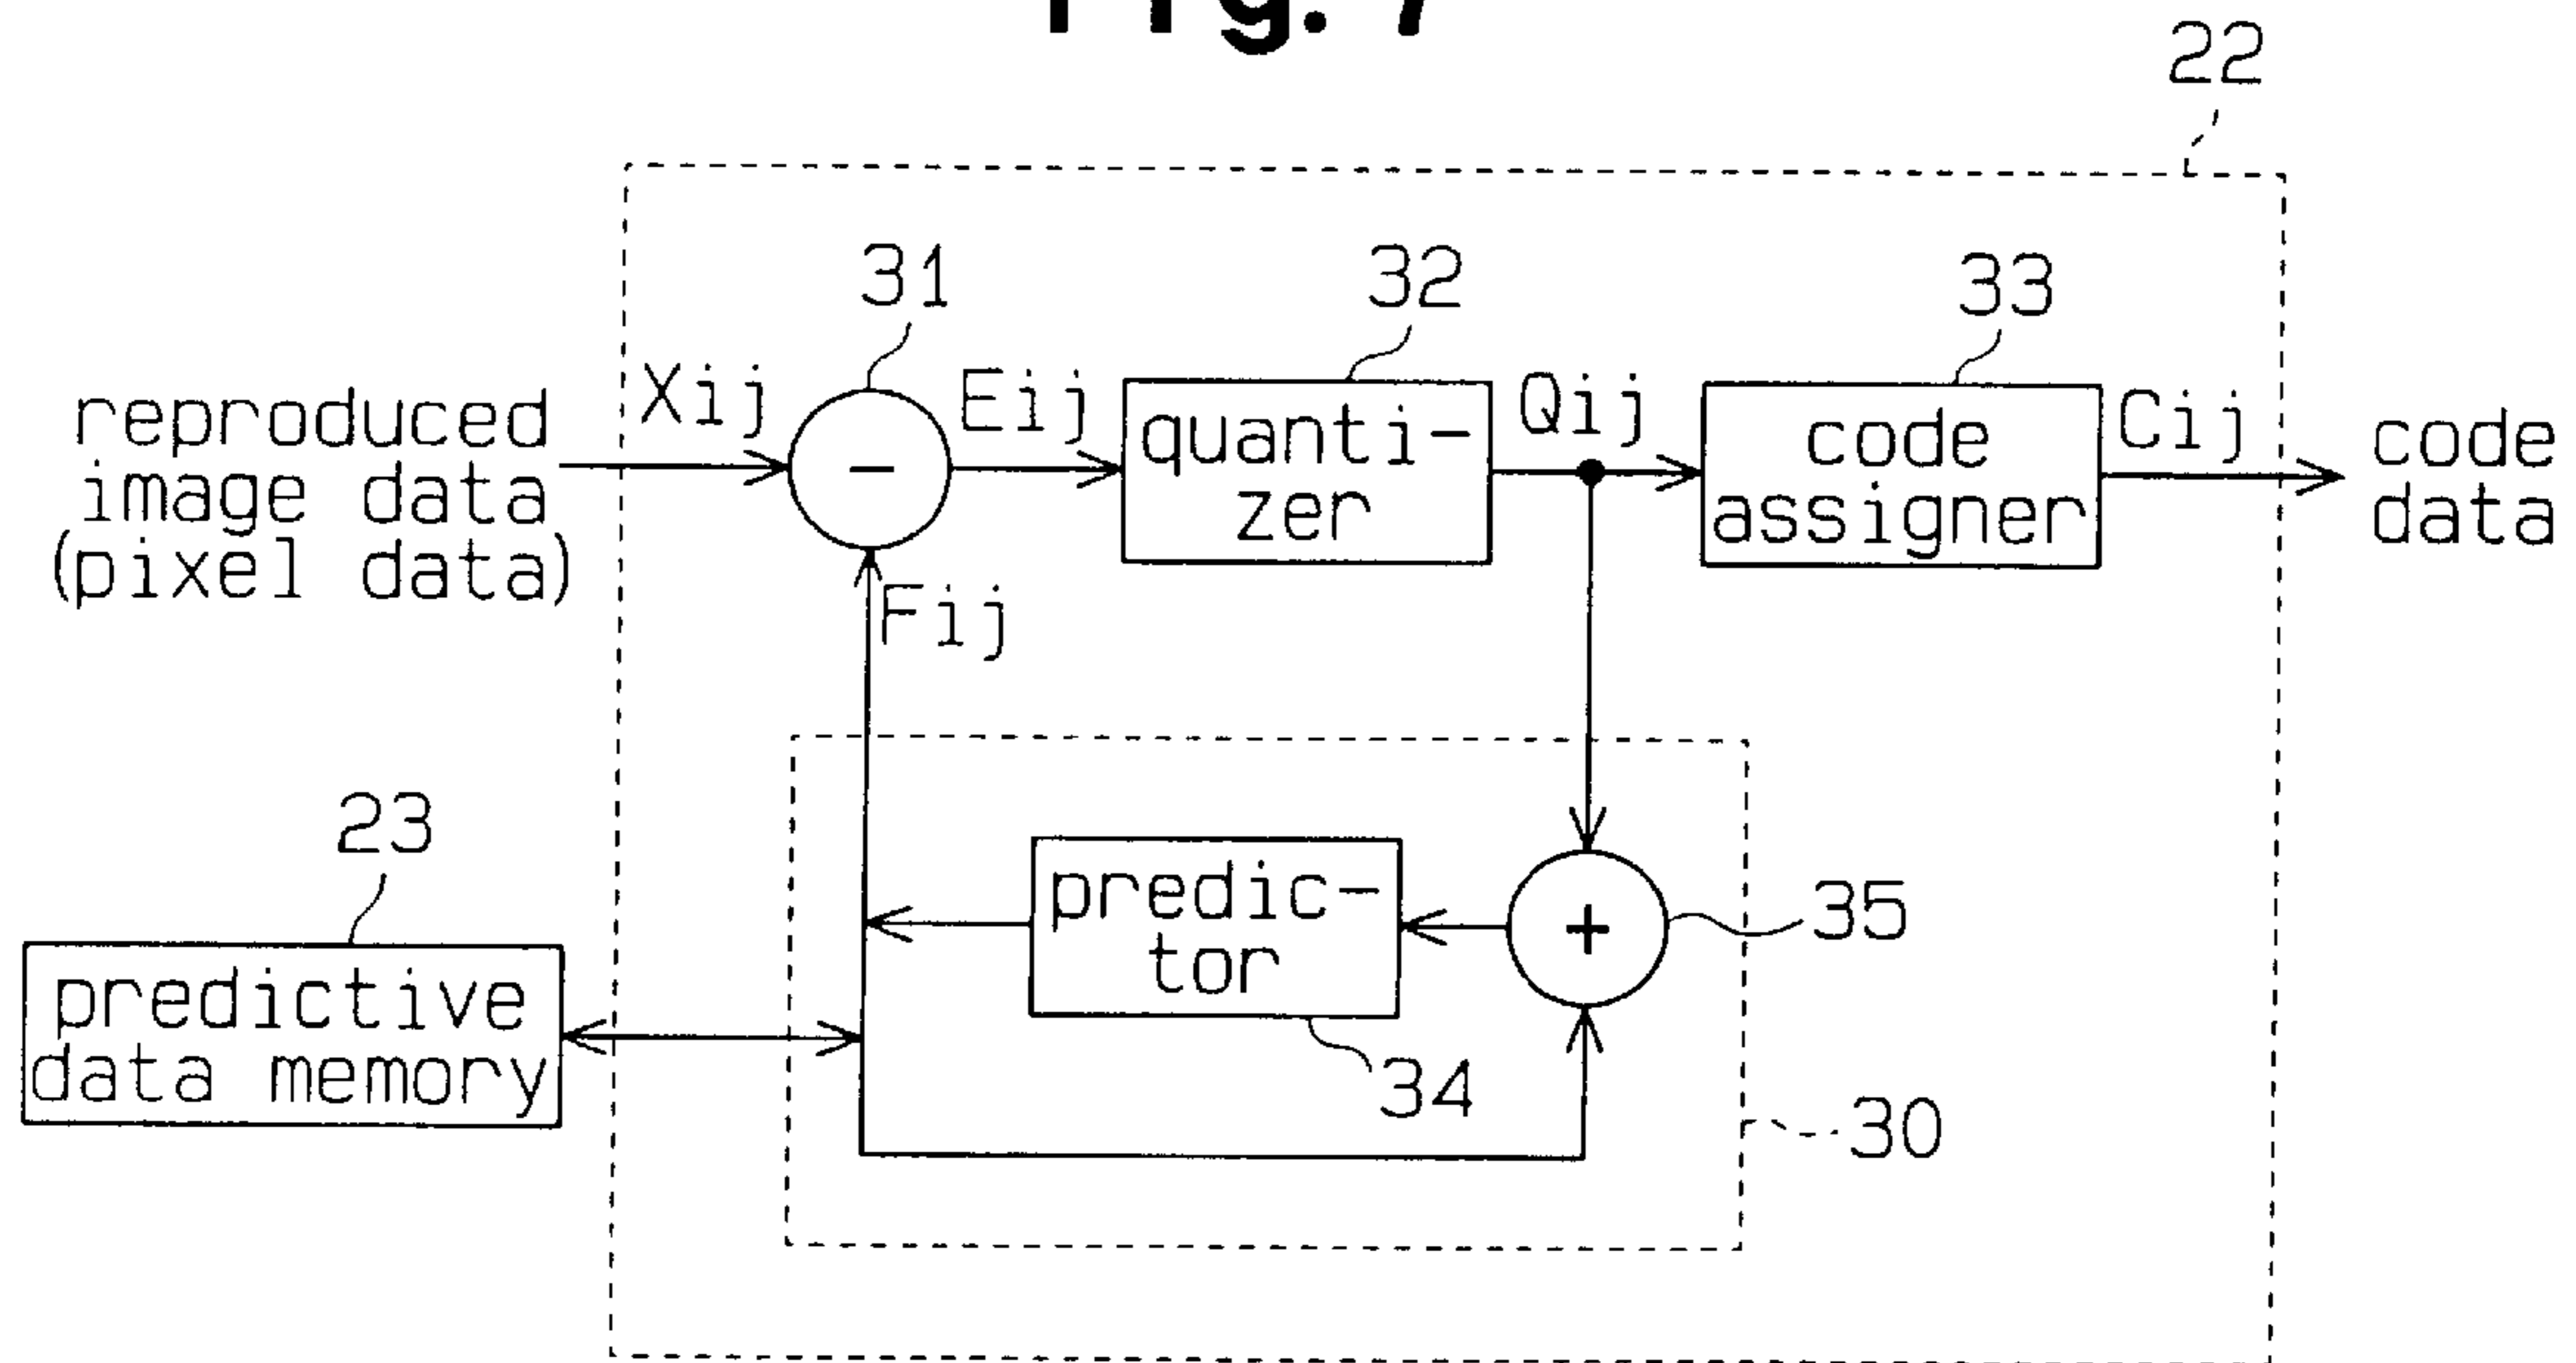 Fig. 7
22
31
32
33
reproduced
image data
(pixel data)
Xij
Eij
quanti-
zer
Qij
code
assigner
Cij
code
data
Fij
23
predictive
data memory
predic-
tor
35
34
30